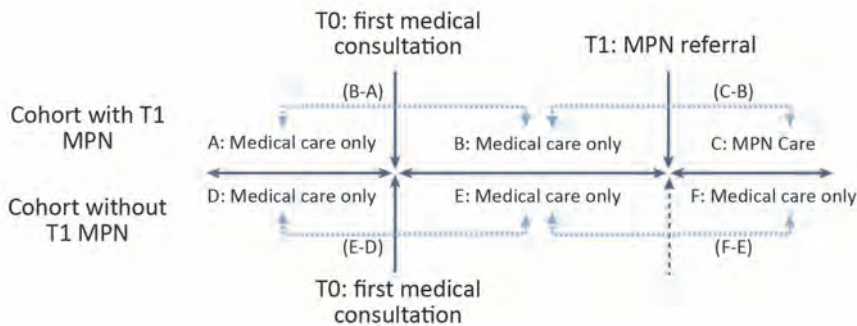 T0: first medical
consultation
T1: MPN referral
(B-A)
(C-B)
Cohort with T1
MPN
A: Medical care only
B: Medical care only
C: MPN Care
D: Medical care only
E: Medical care only
F: Medical care only
Cohort without
T1 MPN
(E-D)
(F-E)
T0: first medical
consultation